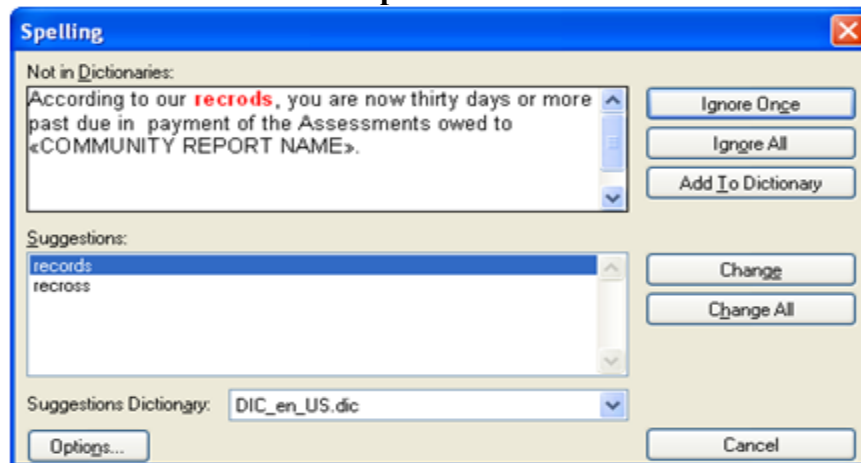 Spelling
Not in Dictionaries:
According to our recrods, you are now thirty days or more
past due in  payment of the Assessments owed to
«COMMUNITY REPORT NAME».
Ignore Once
Ignore All
Add To Dictionary
Suggestions:
records
recross
Change
Change All
Suggestions Dictionary: DIC_en_US.dic
Options...
Cancel